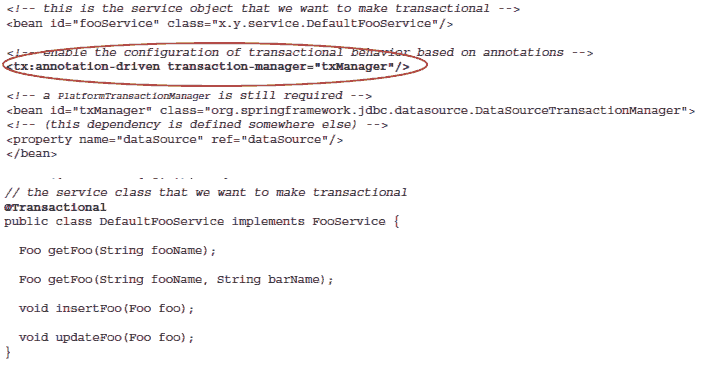 <!-- this is the service object that we want to make transactional -->
<bean id="fooService" class="x.y.service.DefaultFooService"/>
<!-- enable the configuration of transactional behavior based on annotations -->
<tx:annotation-driven transaction-manager="txManager"/>
<!-- a PlatformTransactionManager is still required -->
<bean id="txManager" class="org.springframework.jdbc.datasource.DataSourceTransactionManager">
<!-- (this dependency is defined somewhere else) -->
<property name="dataSource" ref="dataSource"/>
</bean>
// the service class that we want to make transactional
@Transactional
public class DefaultFooService implements FooService {
Foo getFoo(String fooName);
Foo getFoo(String fooName, String barName);
void insertFoo(Foo foo);
void updateFoo(Foo foo);
}